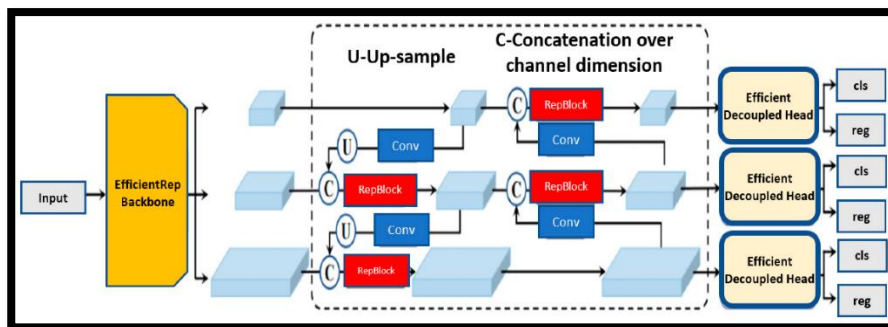 U-Up-sample
C-Concatenation over
channel dimension
Input
EfficientRep
Backbone
C
RepBlock
Efficient
Decoupled Head
cls
reg
U
Conv
Conv
C
RepBlock
C
RepBlock
Efficient
Decoupled Head
cls
reg
U
Conv
Conv
C
RepBlock
Efficient
Decoupled Head
cls
reg